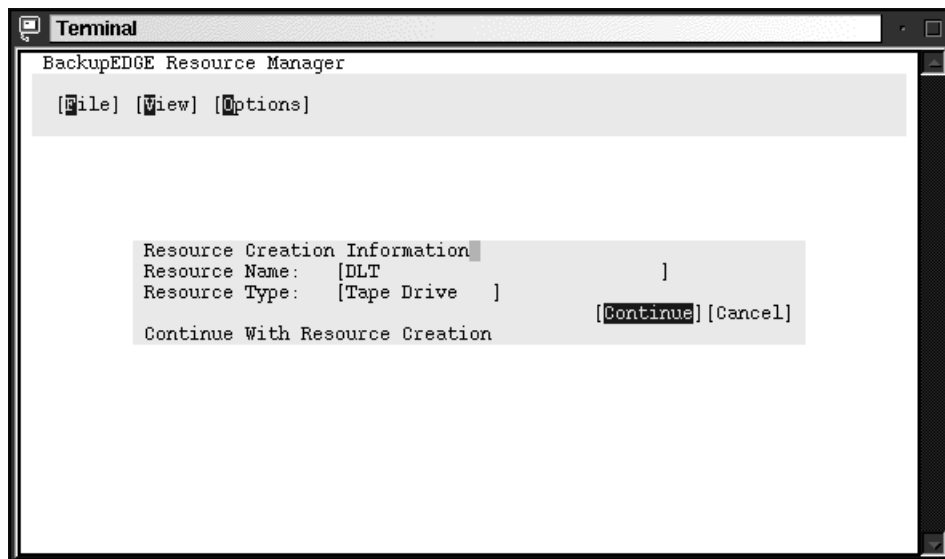 Terminal
BackupEDGE Resource Manager
[File] [View] [Options]
Resource Creation Information
Resource Name: [DLT ]
Resource Type: [Tape Drive ]
[Continue][Cancel]
Continue With Resource Creation